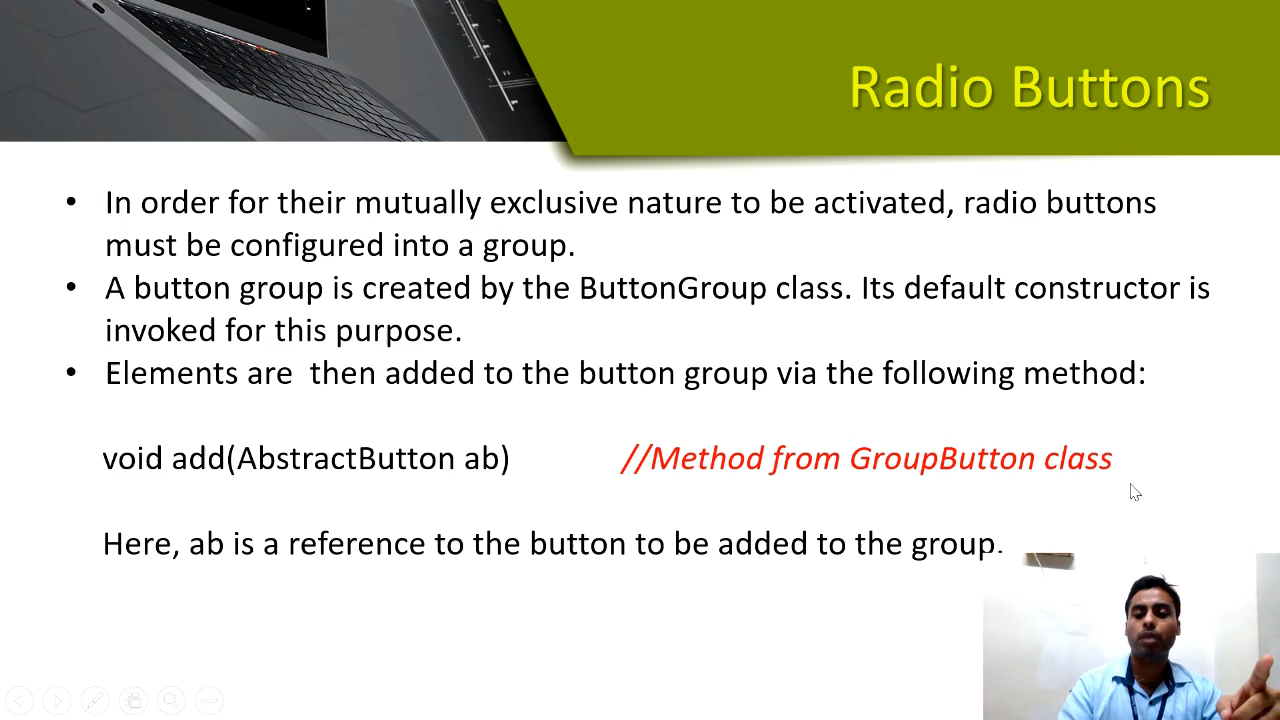 Radio Buttons
• In order for their mutually exclusive nature to be activated, radio buttons
must be configured into a group.
• A button group is created by the ButtonGroup class. Its default constructor is
invoked for this purpose.
• Elements are  then added to the button group via the following method:
void add(AbstractButton ab) //Method from GroupButton class
Here, ab is a reference to the button to be added to the group.